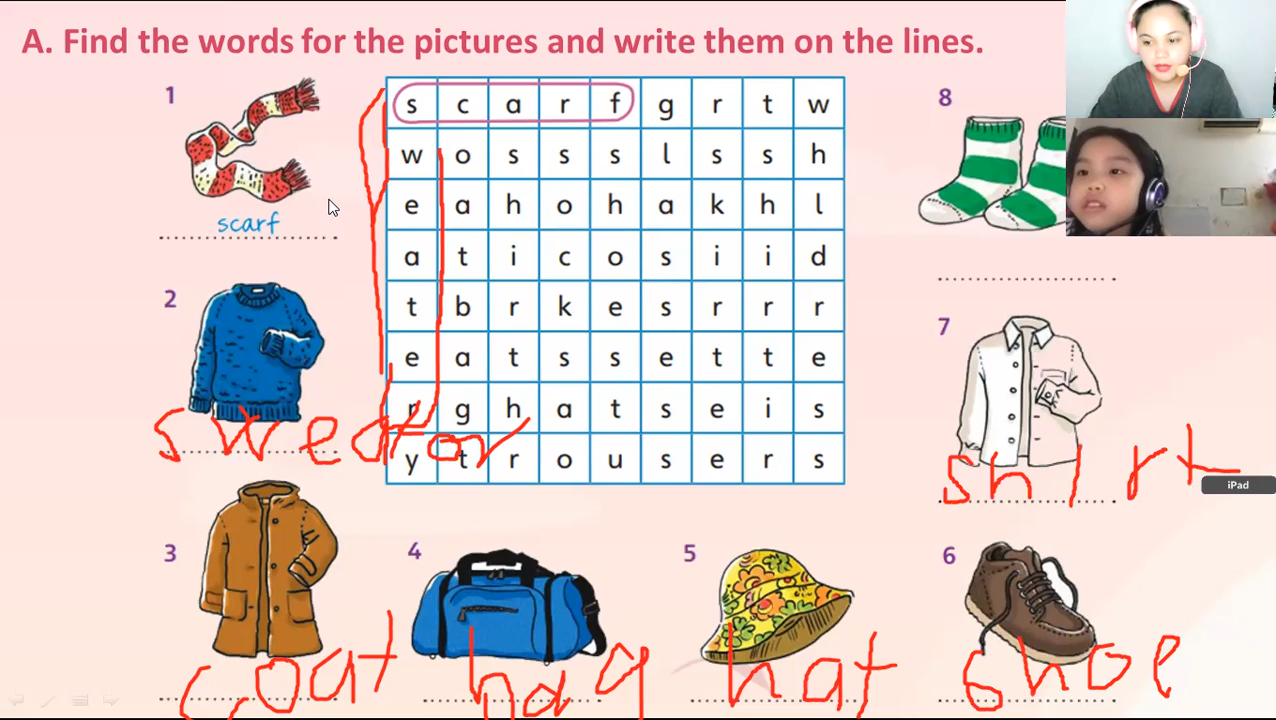 A. Find the words for the pictures and write them on the lines.
1
scarf
s c a r f g r t w
w o s s s l s s h
e a h o h a k h l
a t i c o s i i d
t b r k e s r r r
e a t s s e t t e
r g h a t s e i s
y t r o u s e r s
8
2
sweator
7
shirt
iPad
3
coat
4
bag
5
hat
6
shoe